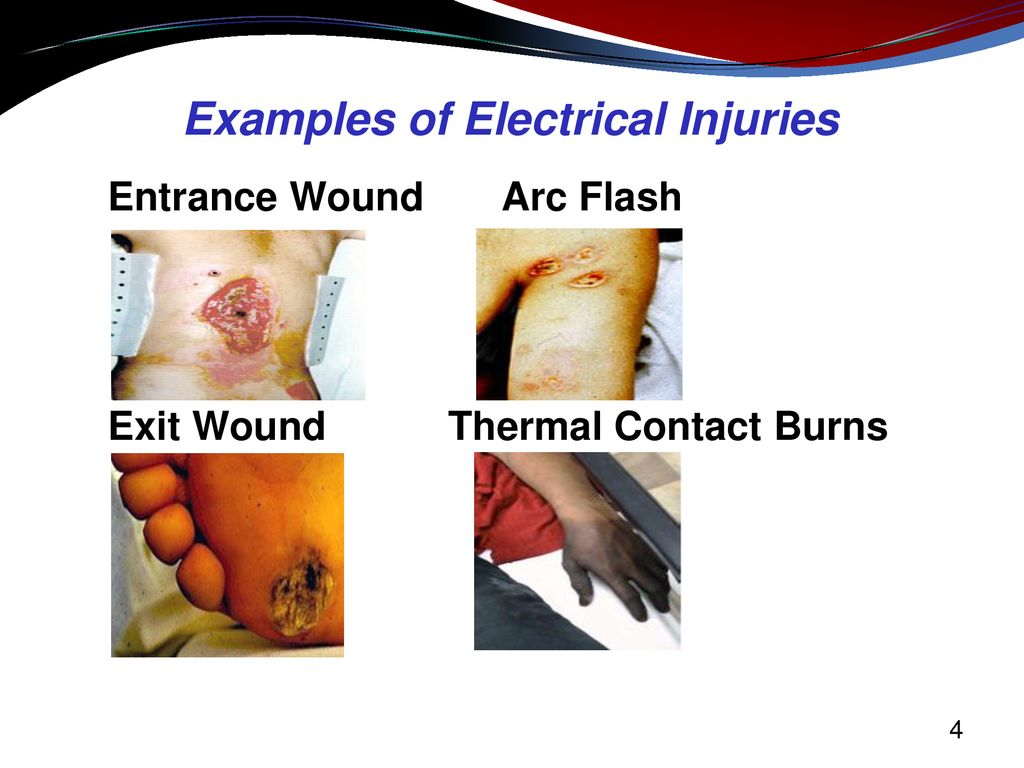 Examples of Electrical Injuries
Entrance Wound Arc Flash
Exit Wound Thermal Contact Burns
4